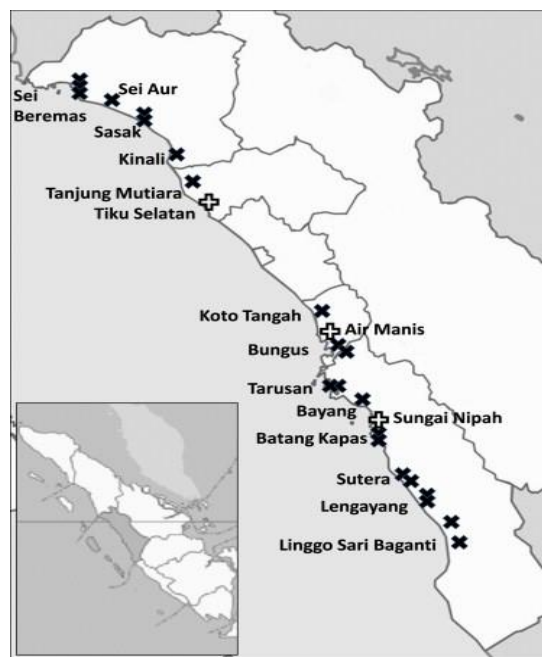 Sei Aur
Sei
Beremas
Sasak
Kinali
Tanjung Mutiara
Tiku Selatan
Koto Tangah
Air Manis
Bungus
Tarusan
Bayang
Sungai Nipah
Batang Kapas
Sutera
Lengayang
Linggo Sari Baganti